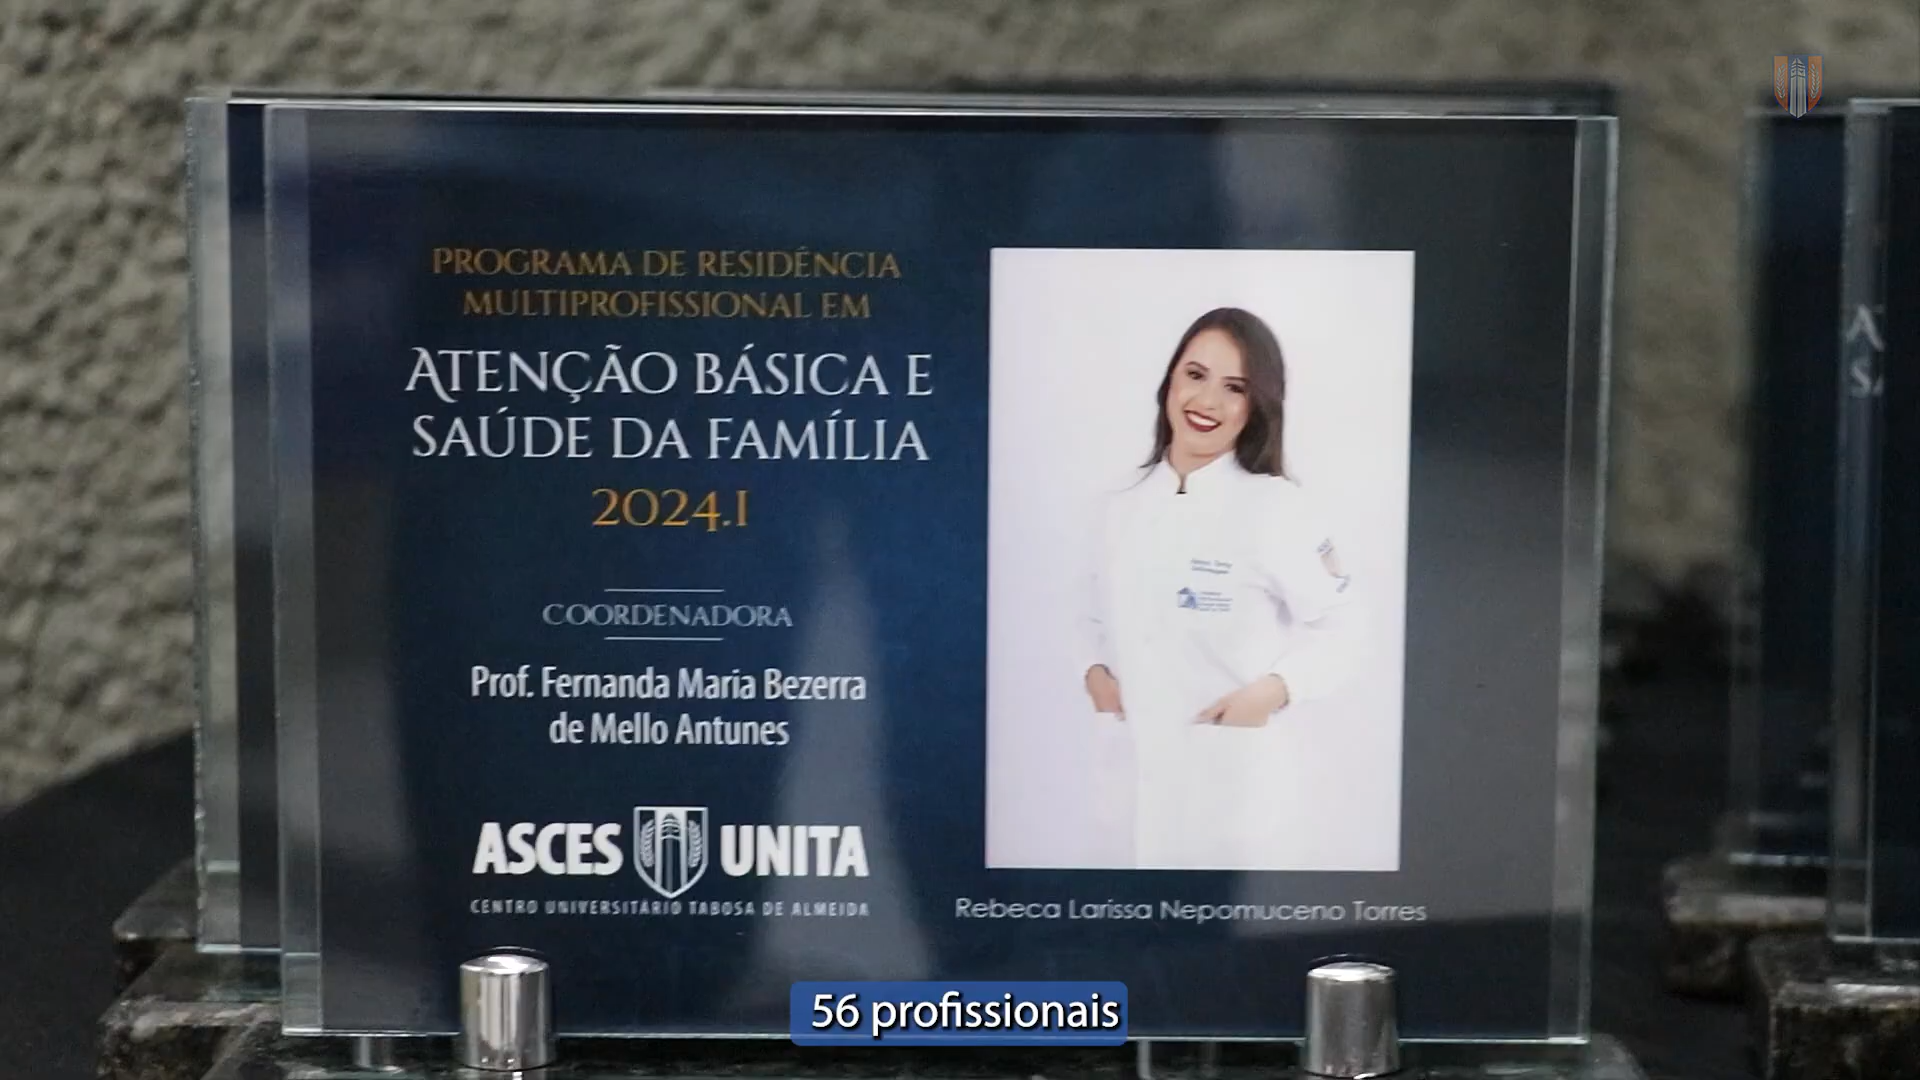 PROGRAMA DE RESIDÊNCIA
MULTIPROFISSIONAL EM
ATENÇÃO BÁSICA E
SAÚDE DA FAMÍLIA
2024.1
COORDENADORA
Prof. Fernanda Maria Bezerra
de Mello Antunes
ASCES UNITA
CENTRO UNIVERSITÁRIO TABOSA DE ALMEIDA
Rebeca Larissa Nepomuceno Torres
56 profissionais